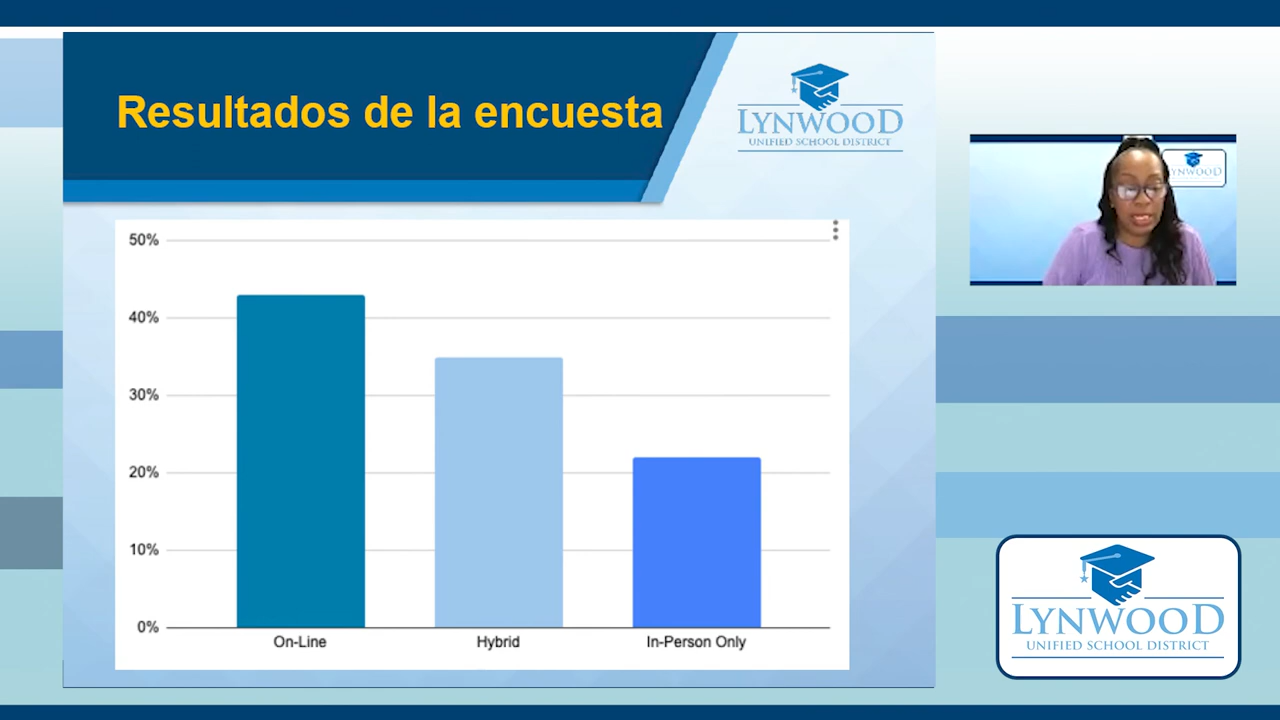 Resultados de la encuesta
LYNWOOD
UNIFIED SCHOOL DISTRICT
50%
40%
30%
20%
10%
0%
On-Line
Hybrid
In-Person Only
LYNWOOD
UNIFIED SCHOOL DISTRICT